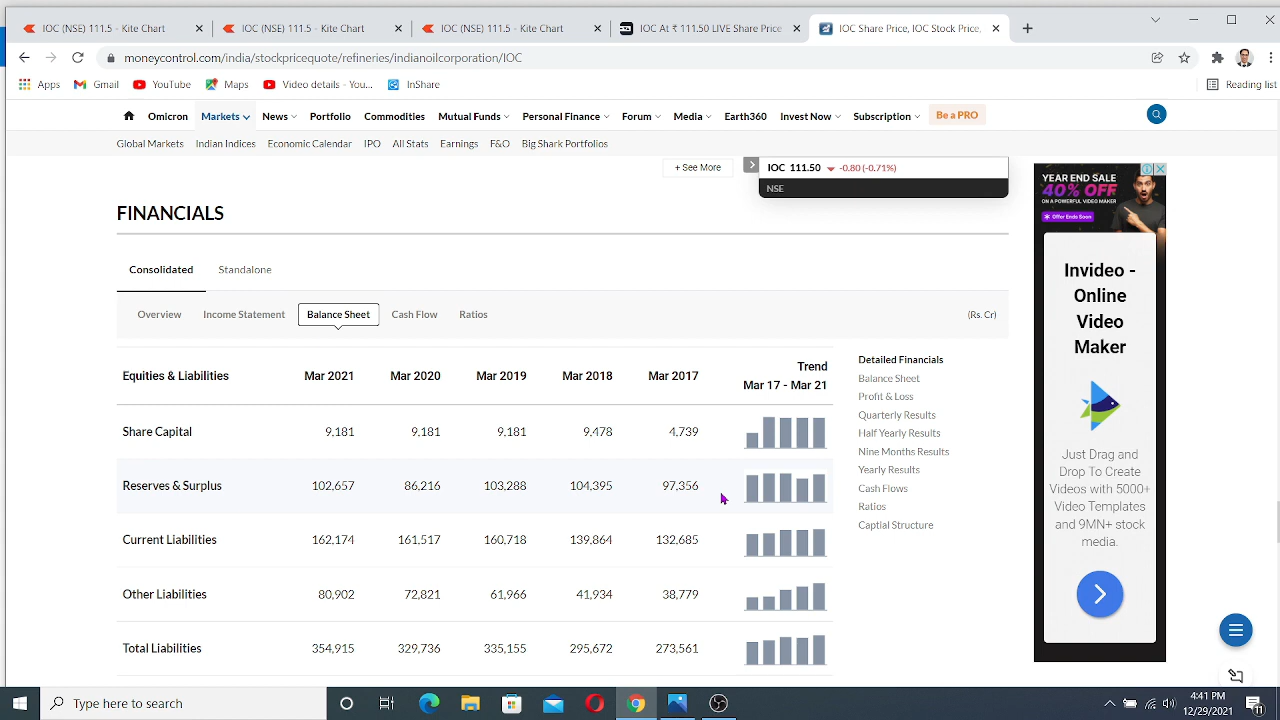 IOC (NSE) 111.5 - Kite Chart
IOC (NSE) 111.5 - Kite Chart
IOC (NSE) 111.5 - Kite Chart
IOC At ₹ 111.50 LIVE Share Price
IOC Share Price, IOC Stock Price,
moneycontrol.com/india/stockpricequote/refineries/indianoilcorporation/IOC
Apps
Gmail
YouTube
Maps
Video details - You...
InShare
Reading list
Omicron
Markets
News
Portfolio
Commodities
Mutual Funds
Personal Finance
Forum
Media
Earth360
Invest Now
Subscription
Be a PRO
Global Markets
Indian Indices
Economic Calendar
IPO
All Stats
Earnings
F&O
Big Shark Portfolios
+ See More
IOC 111.50 -0.80 (-0.71%)
NSE
FINANCIALS
Consolidated
Standalone
Overview
Income Statement
Balance Sheet
Cash Flow
Ratios
(Rs. Cr)
Equities & Liabilities Mar 2021 Mar 2020 Mar 2019 Mar 2018 Mar 2017 Trend
Mar 17 - Mar 21
Share Capital 9,181 9,181 9,181 9,478 4,739
Reserves & Surplus 102,657 86,216 103,288 104,395 97,356
Current Liabilities 162,174 161,517 160,718 139,864 132,685
Other Liabilities 80,902 72,821 61,966 41,934 38,779
Total Liabilities 354,915 329,736 335,155 295,672 273,561
Detailed Financials
Balance Sheet
Profit & Loss
Quarterly Results
Half Yearly Results
Nine Months Results
Yearly Results
Cash Flows
Ratios
Captial Structure
YEAR END SALE
40% OFF
ON A POWERFUL VIDEO MAKER
Offer Ends Soon
Invideo -
Online
Video
Maker
Just Drag and
Drop To Create
Videos with 5000+
Video Templates
and 9MN+ stock
media.
Type here to search
4:41 PM
12/29/2021